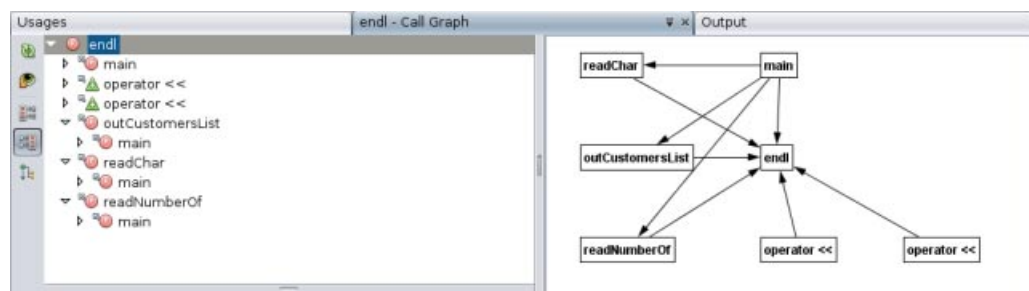 Usages
endl - Call Graph
Output
endl
main
operator <<
operator <<
outCustomersList
main
readChar
main
readNumberOf
main
readChar
main
outCustomersList
endl
readNumberOf
operator <<
operator <<